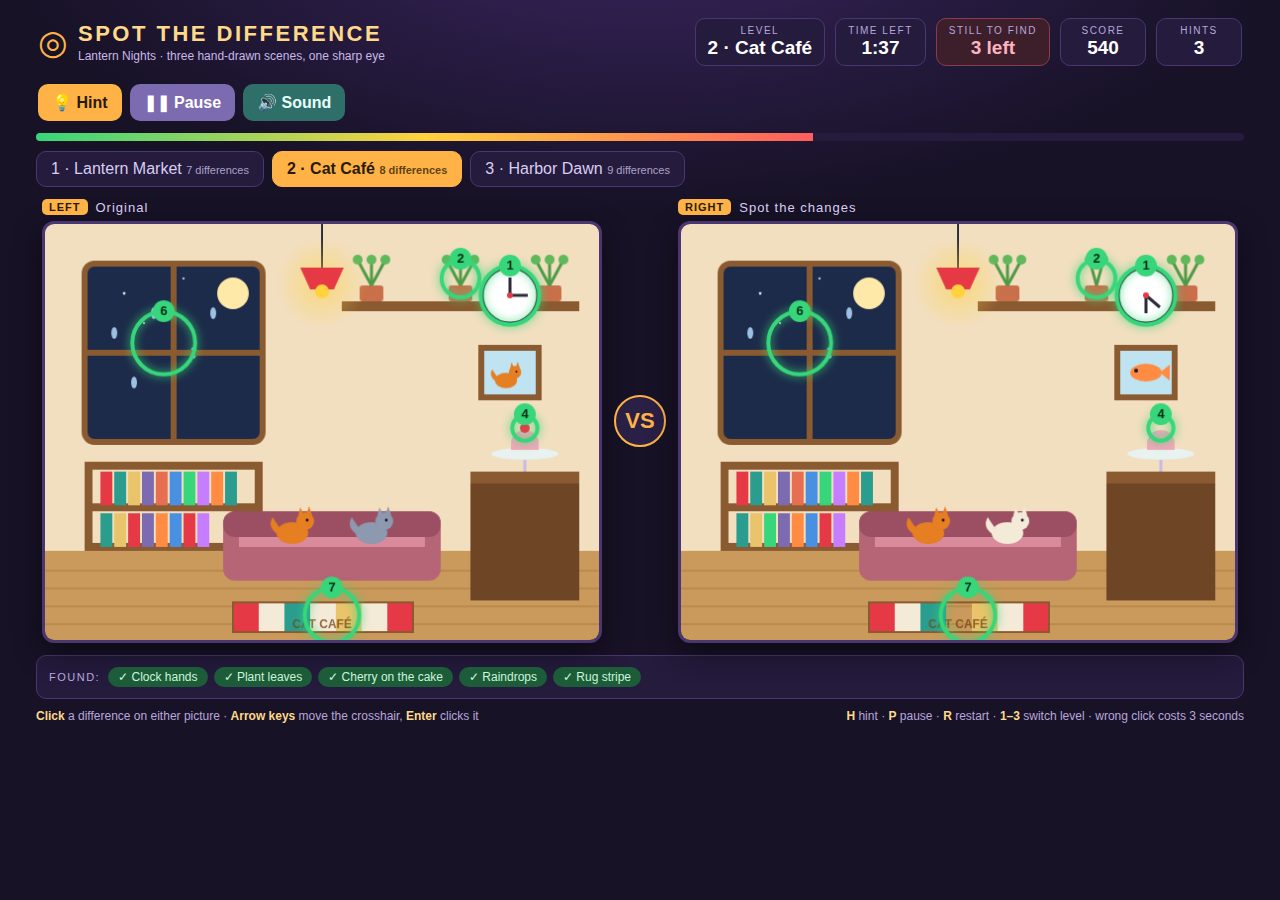 SPOT THE DIFFERENCE
Lantern Nights · three hand-drawn scenes, one sharp eye
LEVEL
2 · Cat Café
TIME LEFT
1:37
STILL TO FIND
3 left
SCORE
540
HINTS
3
Hint
Pause
Sound
1 · Lantern Market 7 differences
2 · Cat Café 8 differences
3 · Harbor Dawn 9 differences
LEFT Original
RIGHT Spot the changes
2
1
6
4
7
CAT CAFÉ
VS
2
1
6
4
7
CAT CAFÉ
FOUND: ✓ Clock hands ✓ Plant leaves ✓ Cherry on the cake ✓ Raindrops ✓ Rug stripe
Click a difference on either picture · Arrow keys move the crosshair, Enter clicks it
H hint · P pause · R restart · 1–3 switch level · wrong click costs 3 seconds